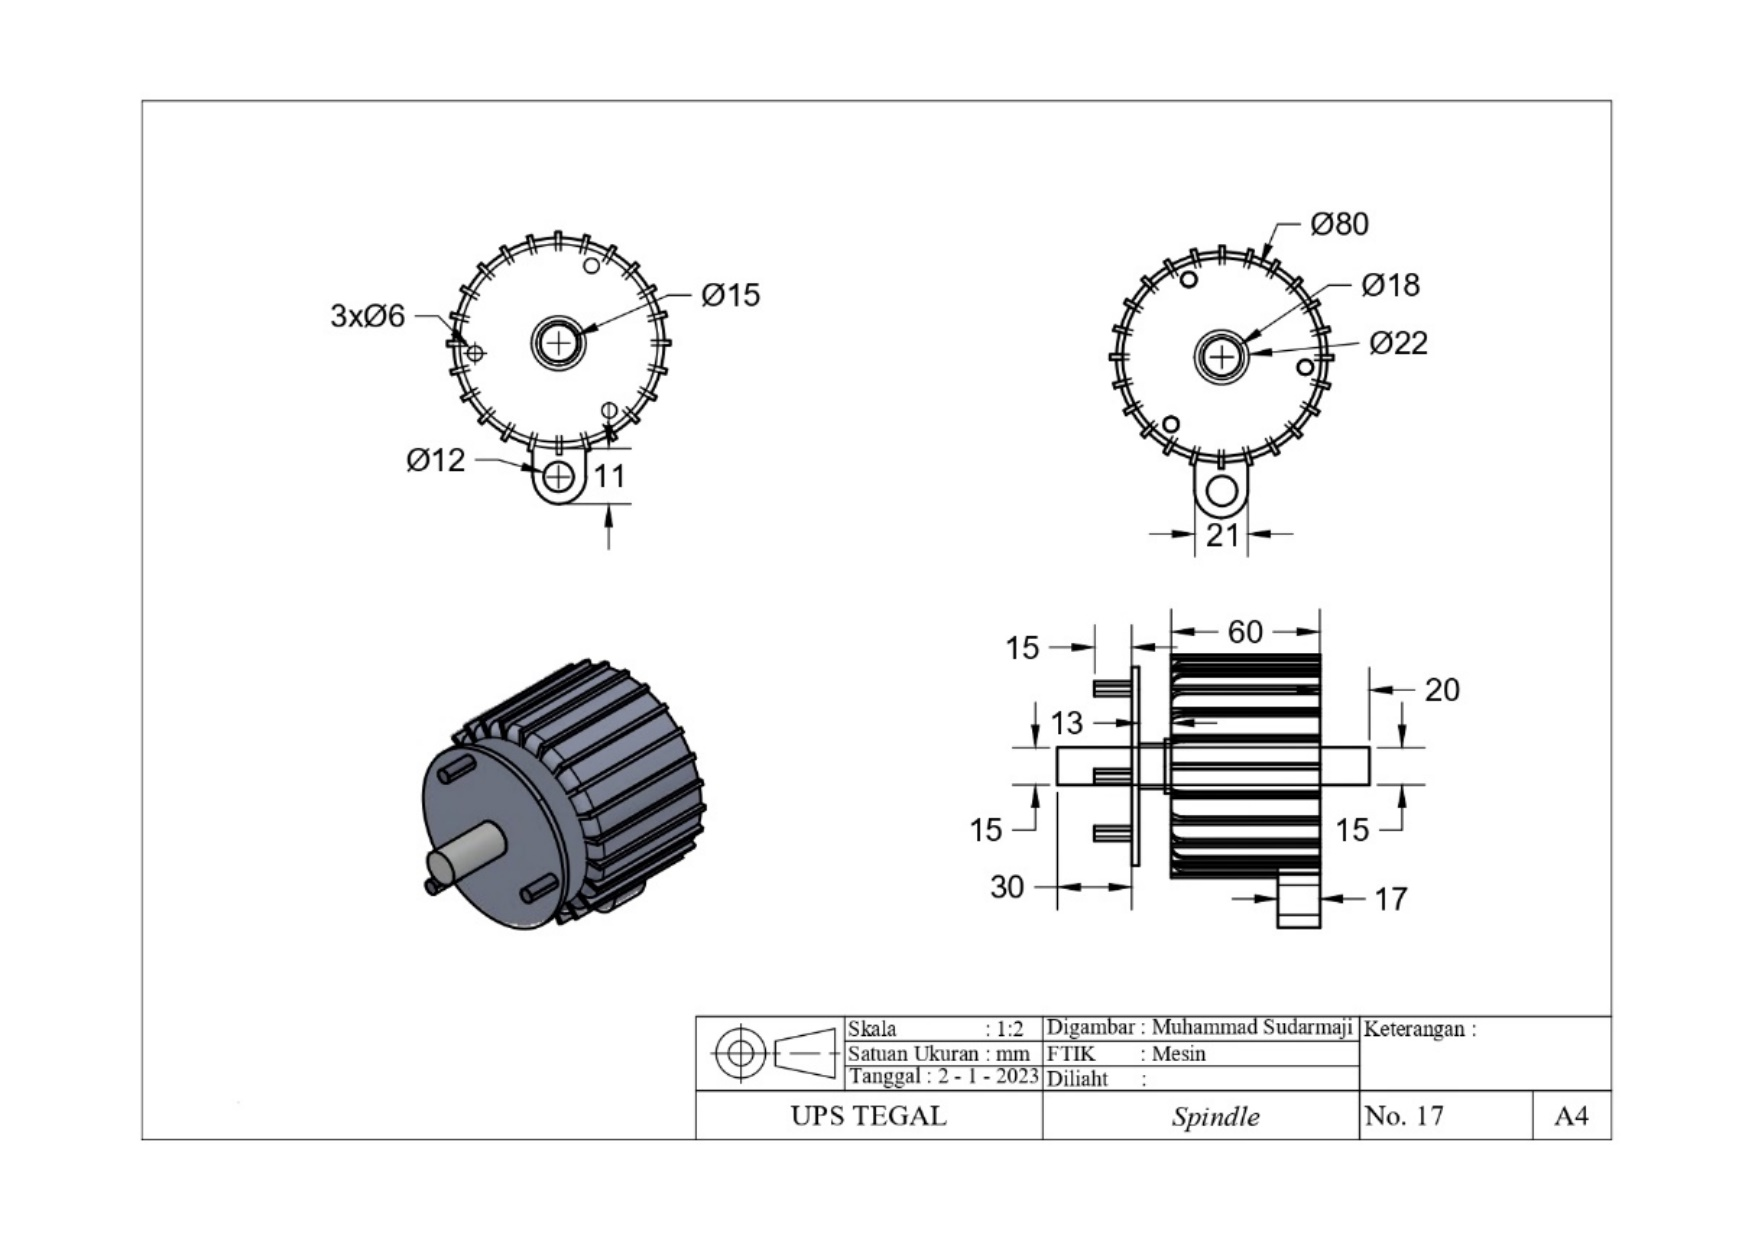 3xØ6
Ø15
Ø12
11
Ø80
Ø18
Ø22
21
60
15
20
13
15
15
30
17
Skala : 1:2
Satuan Ukuran : mm
Tanggal : 2 - 1 - 2023
Digambar : Muhammad Sudarmaji
FTIK : Mesin
Diliaht :
Keterangan :
UPS TEGAL
Spindle
No. 17
A4